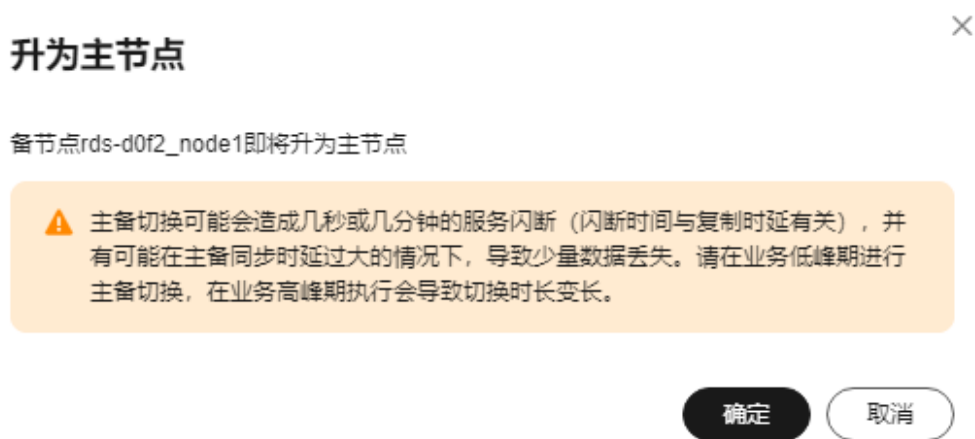 升为主节点
备节点rds-d0f2_node1即将升为主节点
主备切换可能会造成几秒或几分钟的服务闪断（闪断时间与复制时延有关），并
有可能在主备同步时延过大的情况下，导致少量数据丢失。请在业务低峰期进行
主备切换，在业务高峰期执行会导致切换时长变长。
确定 取消